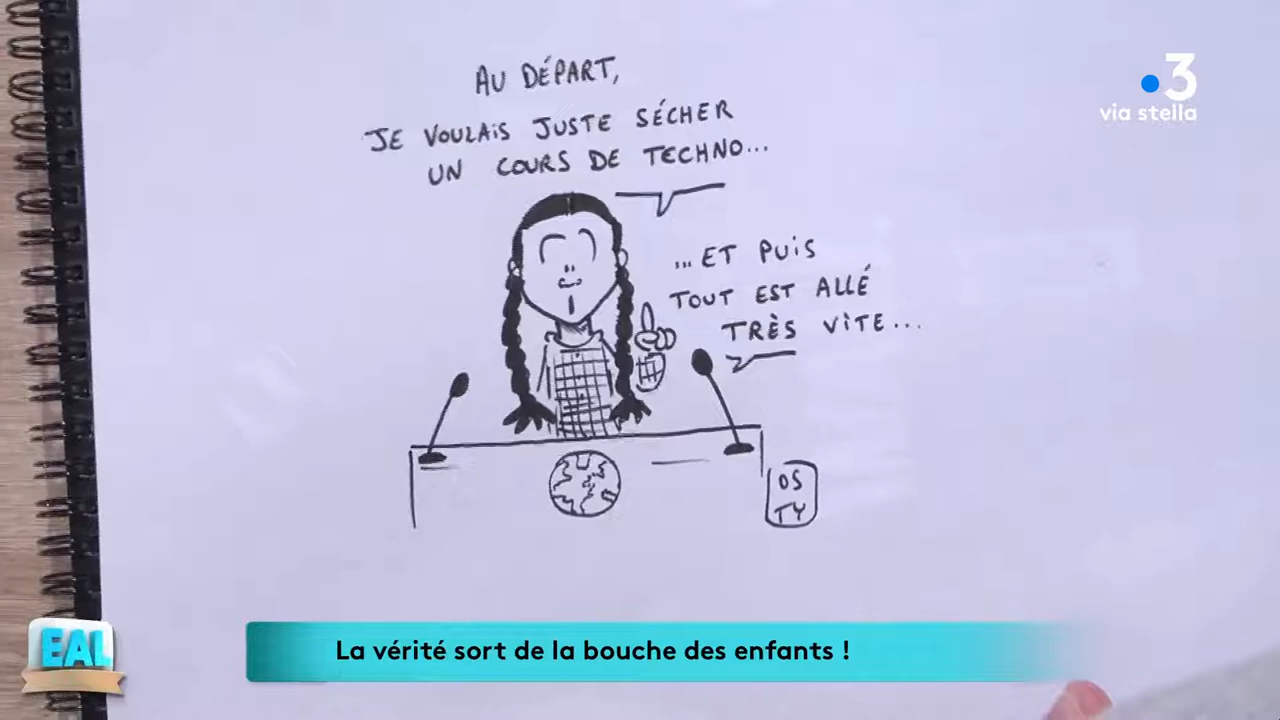 3
via stella
AU DÉPART,
JE VOULAIS JUSTE SÉCHER
UN COURS DE TECHNO...
...ET PUIS
TOUT EST ALLÉ
TRÈS VITE...
OS
TY
EAL
La vérité sort de la bouche des enfants !